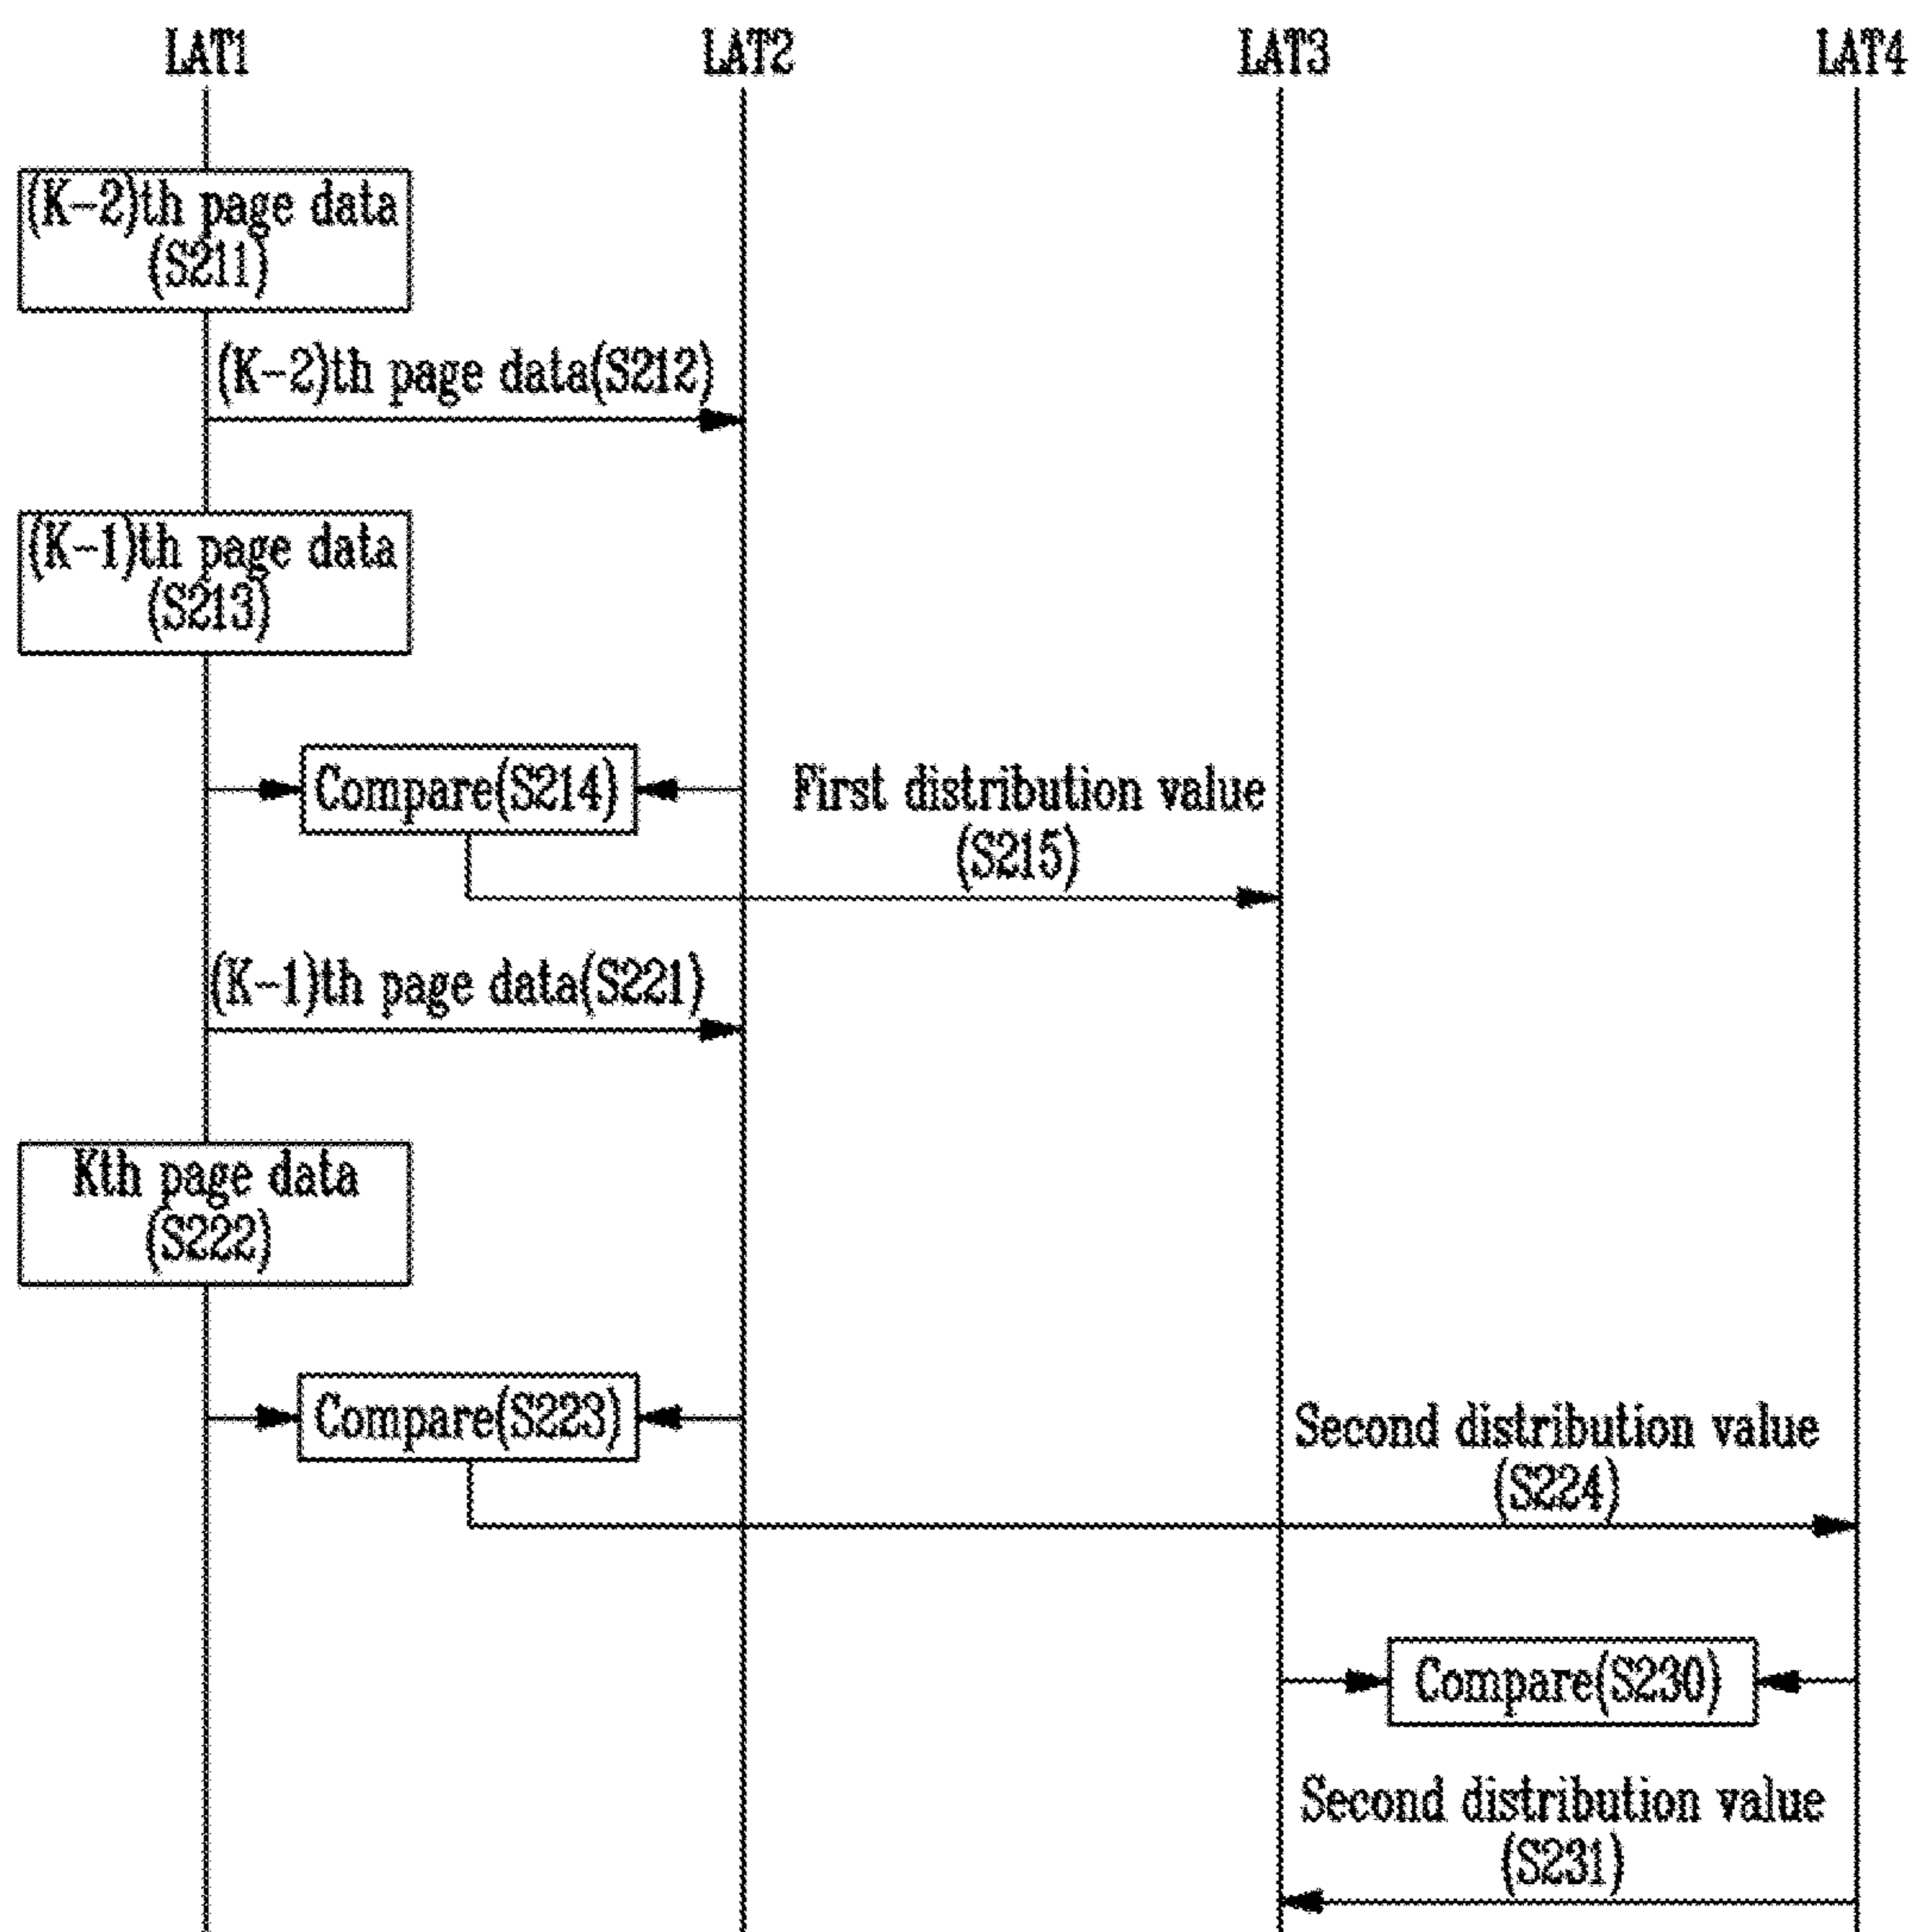 LAT1 LAT2 LAT3 LAT4
(K-2)th page data
(S211)
(K-2)th page data(S212)
(K-1)th page data
(S213)
Compare(S214)
First distribution value
(S215)
(K-1)th page data(S221)
Kth page data
(S222)
Compare(S223)
Second distribution value
(S224)
Compare(S230)
Second distribution value
(S231)